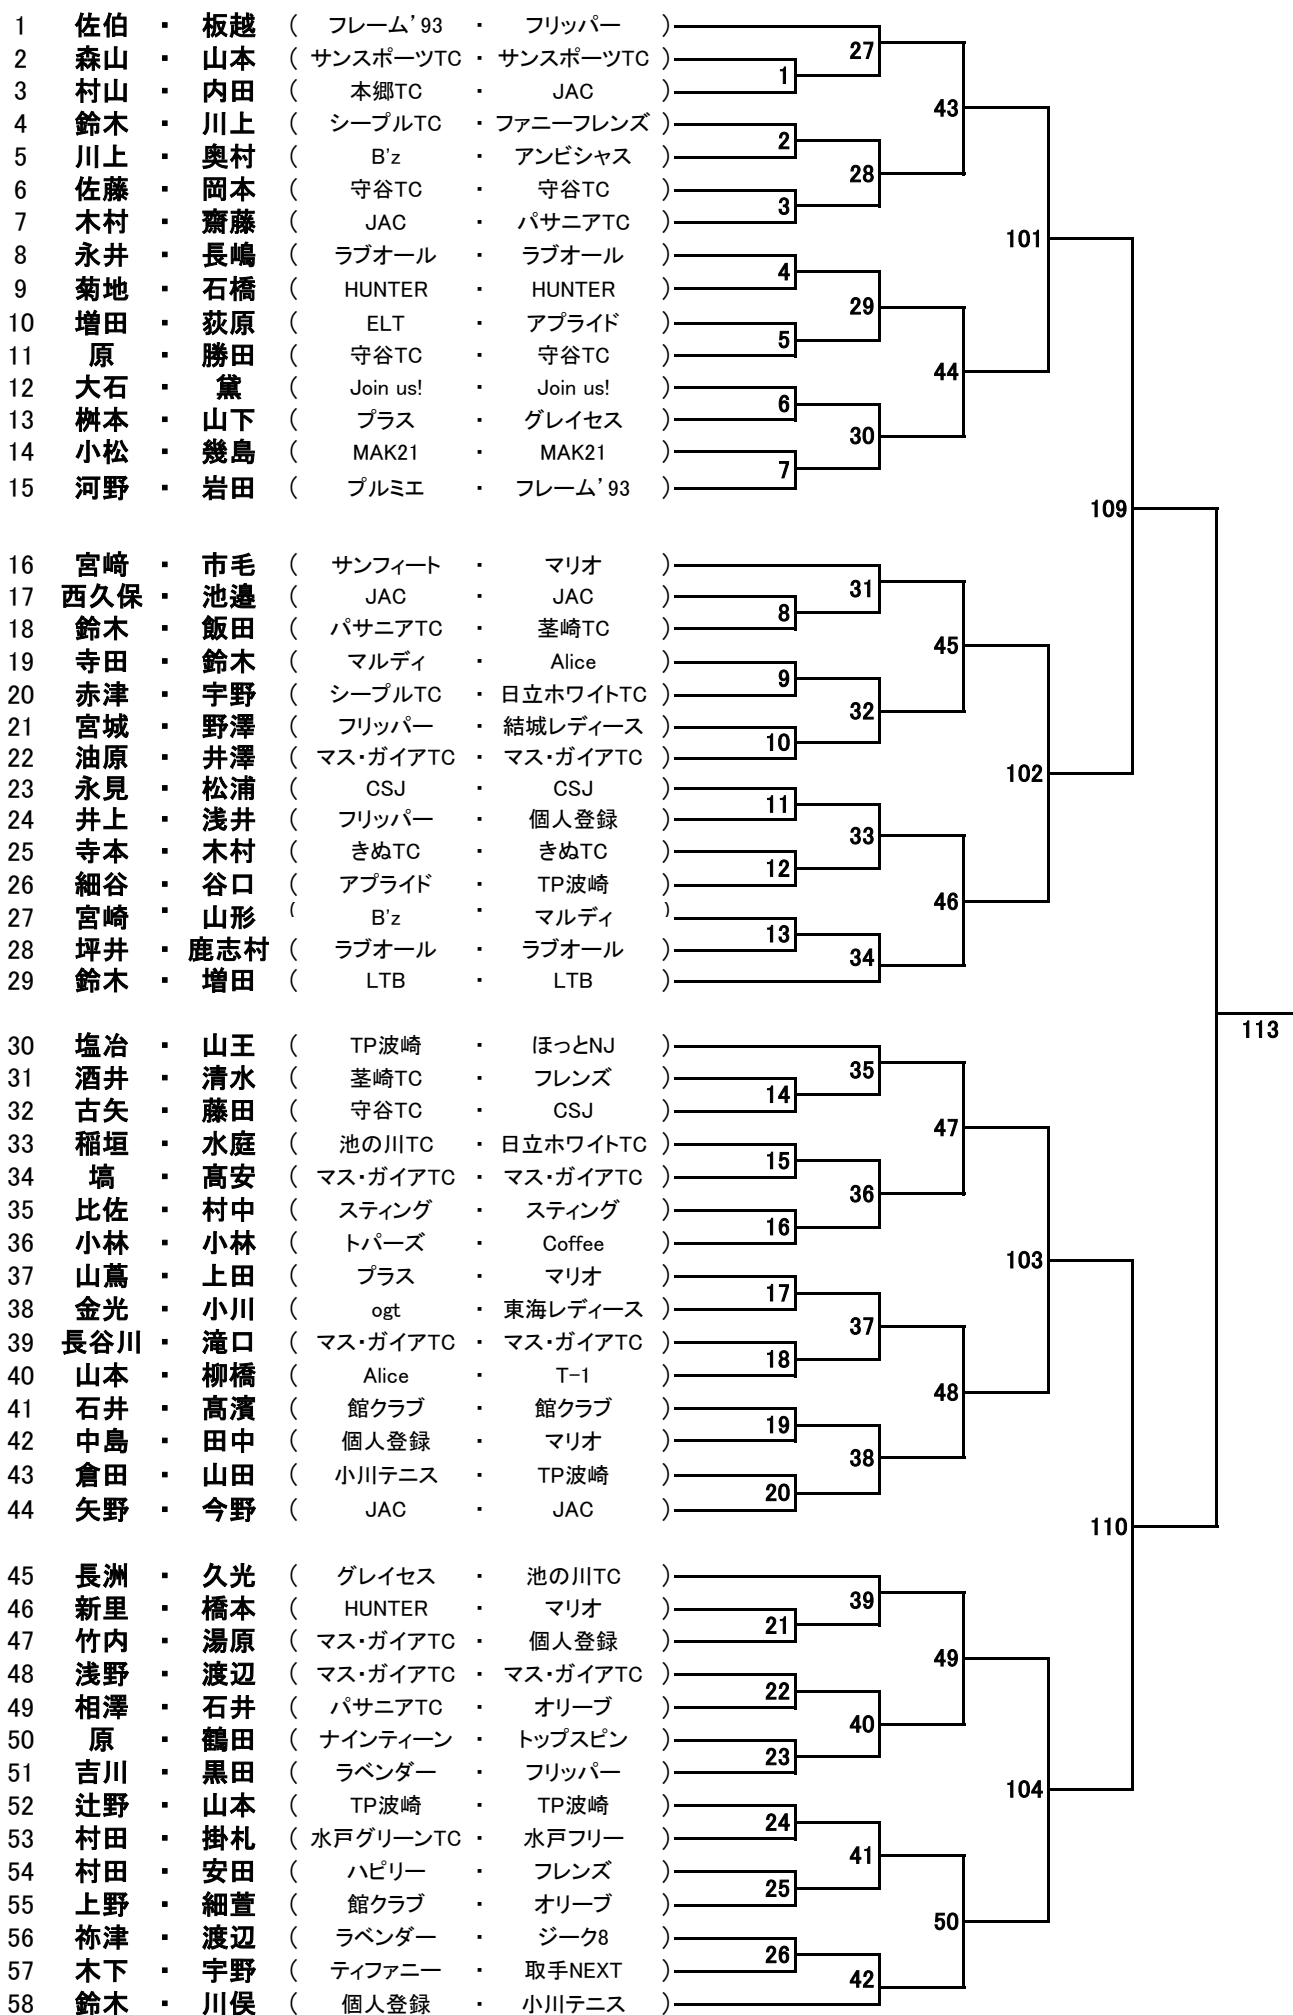 1 佐伯 ・ 板越 ( フレーム’93 ・ フリッパー )
27
2 森山 ・ 山本 ( サンスポーツTC ・ サンスポーツTC )
1
3 村山 ・ 内田 ( 本郷TC ・ JAC )
43
4 鈴木 ・ 川上 ( シーブルTC ・ ファニーフレンズ )
2
5 川上 ・ 奥村 ( B'z ・ アンビシャス )
28
6 佐藤 ・ 岡本 ( 守谷TC ・ 守谷TC )
3
7 木村 ・ 齋藤 ( JAC ・ パサニアTC )
101
8 永井 ・ 長嶋 ( ラブオール ・ ラブオール )
4
9 菊地 ・ 石橋 ( HUNTER ・ HUNTER )
29
10 増田 ・ 荻原 ( ELT ・ アプライド )
5
11 原 ・ 勝田 ( 守谷TC ・ 守谷TC )
44
12 大石 ・ 黛 ( Join us! ・ Join us! )
6
13 桝本 ・ 山下 ( プラス ・ グレイセス )
30
14 小松 ・ 幾島 ( MAK21 ・ MAK21 )
7
15 河野 ・ 岩田 ( プルミエ ・ フレーム’93 )
109
16 宮﨑 ・ 市毛 ( サンフィート ・ マリオ )
31
17 西久保 ・ 池邉 ( JAC ・ JAC )
8
18 鈴木 ・ 飯田 ( パサニアTC ・ 茎崎TC )
45
19 寺田 ・ 鈴木 ( マルディ ・ Alice )
9
20 赤津 ・ 宇野 ( シーブルTC ・ 日立ホワイトTC )
32
21 宮城 ・ 野澤 ( フリッパー ・ 結城レディース )
10
22 油原 ・ 井澤 ( マス・ガイアTC ・ マス・ガイアTC )
102
23 永見 ・ 松浦 ( CSJ ・ CSJ )
11
24 井上 ・ 浅井 ( フリッパー ・ 個人登録 )
33
25 寺本 ・ 木村 ( きぬTC ・ きぬTC )
12
26 細谷 ・ 谷口 ( アプライド ・ TP波崎 )
46
27 宮崎 ・ 山形 ( B'z ・ マルディ )
13
28 坪井 ・ 鹿志村 ( ラブオール ・ ラブオール )
34
29 鈴木 ・ 増田 ( LTB ・ LTB )
113
30 塩冶 ・ 山王 ( TP波崎 ・ ほっとNJ )
35
31 酒井 ・ 清水 ( 茎崎TC ・ フレンズ )
14
32 古矢 ・ 藤田 ( 守谷TC ・ CSJ )
47
33 稲垣 ・ 水庭 ( 池の川TC ・ 日立ホワイトTC )
15
34 塙 ・ 髙安 ( マス・ガイアTC ・ マス・ガイアTC )
36
35 比佐 ・ 村中 ( スティング ・ スティング )
16
36 小林 ・ 小林 ( トパーズ ・ Coffee )
103
37 山蔦 ・ 上田 ( プラス ・ マリオ )
17
38 金光 ・ 小川 ( ogt ・ 東海レディース )
37
39 長谷川 ・ 滝口 ( マス・ガイアTC ・ マス・ガイアTC )
18
40 山本 ・ 柳橋 ( Alice ・ T-1 )
48
41 石井 ・ 髙濱 ( 館クラブ ・ 館クラブ )
19
42 中島 ・ 田中 ( 個人登録 ・ マリオ )
38
43 倉田 ・ 山田 ( 小川テニス ・ TP波崎 )
20
44 矢野 ・ 今野 ( JAC ・ JAC )
110
45 長洲 ・ 久光 ( グレイセス ・ 池の川TC )
39
46 新里 ・ 橋本 ( HUNTER ・ マリオ )
21
47 竹内 ・ 湯原 ( マス・ガイアTC ・ 個人登録 )
49
48 浅野 ・ 渡辺 ( マス・ガイアTC ・ マス・ガイアTC )
22
49 相澤 ・ 石井 ( パサニアTC ・ オリーブ )
40
50 原 ・ 鶴田 ( ナインティーン ・ トップスピン )
23
51 吉川 ・ 黒田 ( ラベンダー ・ フリッパー )
104
52 辻野 ・ 山本 ( TP波崎 ・ TP波崎 )
24
53 村田 ・ 掛札 ( 水戸グリーンTC ・ 水戸フリー )
41
54 村田 ・ 安田 ( ハピリー ・ フレンズ )
25
55 上野 ・ 細萱 ( 館クラブ ・ オリーブ )
50
56 祢津 ・ 渡辺 ( ラベンダー ・ ジーク8 )
26
57 木下 ・ 宇野 ( ティファニー ・ 取手NEXT )
42
58 鈴木 ・ 川俣 ( 個人登録 ・ 小川テニス )